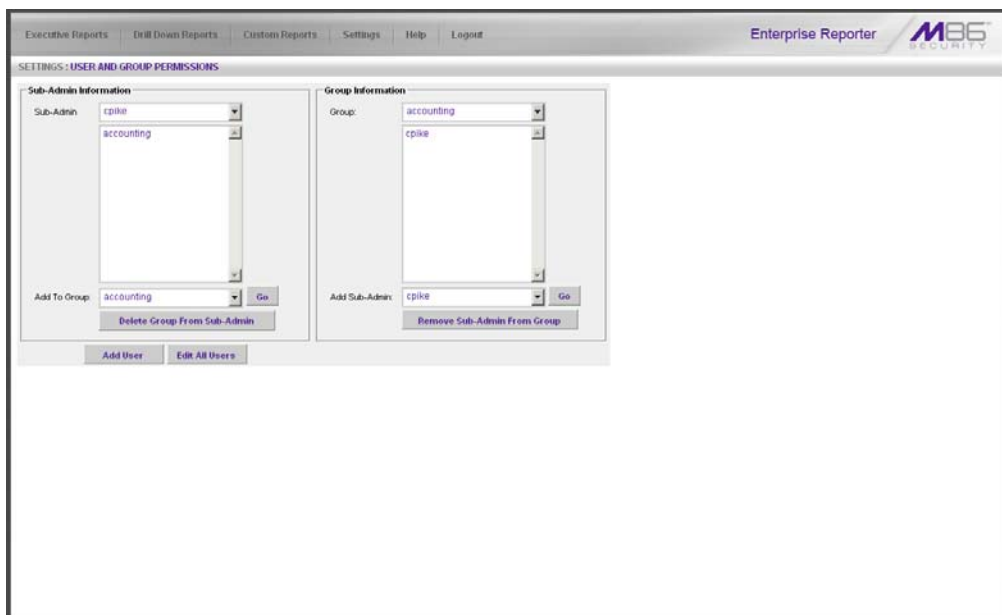 Executive Reports Drill Down Reports Custom Reports Settings Help Logout
Enterprise Reporter
M86
SECURITY
SETTINGS : USER AND GROUP PERMISSIONS
Sub-Admin Information
Sub-Admin cpike
accounting
Add To Group: accounting Go
Delete Group From Sub-Admin
Group Information
Group: accounting
cpike
Add Sub-Admin: cpike Go
Remove Sub-Admin From Group
Add User Edit All Users